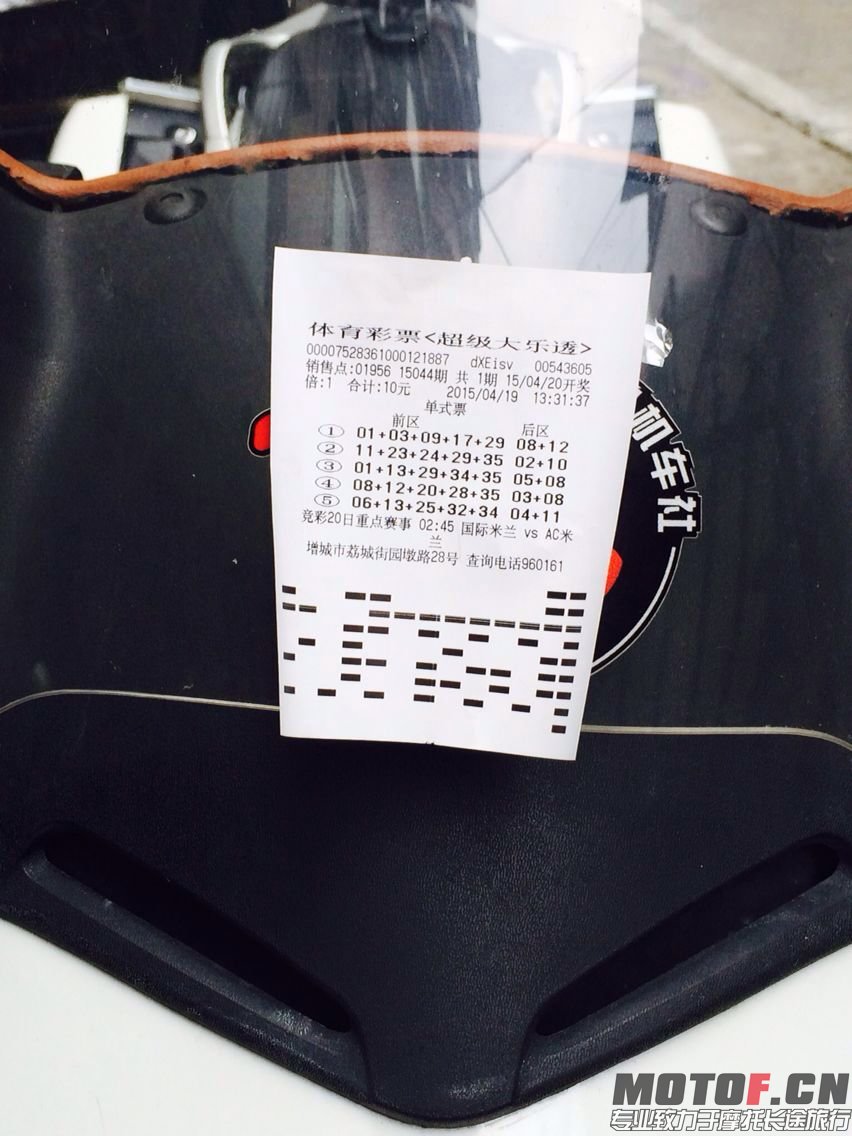 体育彩票<超级大乐透>
00007528361000121887 dXEisv 00543605
销售点:01956 15044期 共 1期 15/04/20开奖
倍:1 合计:10元 2015/04/19 13:31:37
单式票
前区 后区
① 01+03+09+17+29 08+12
② 11+23+24+29+35 02+10
③ 01+13+29+34+35 05+08
④ 08+12+20+28+35 03+08
⑤ 06+13+25+32+34 04+11
竞彩20日重点赛事 02:45 国际米兰 vs AC米
兰
增城市荔城街园墩路28号 查询电话960161
机车社
MOTOF.CN
专业致力于摩托长途旅行